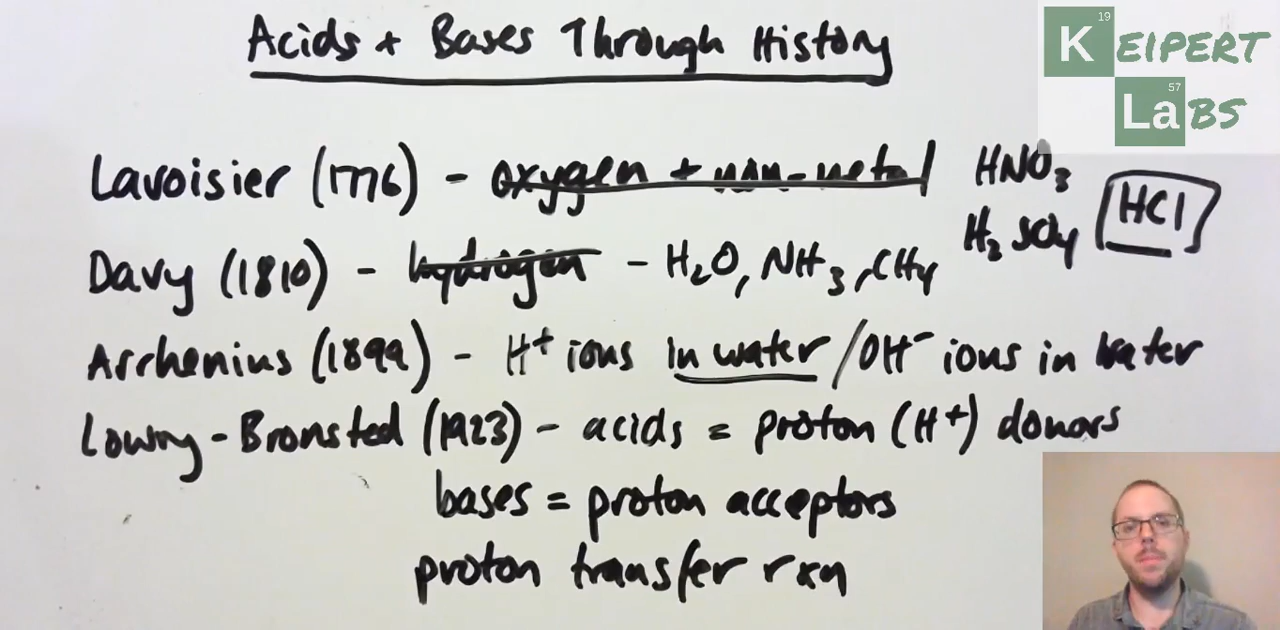 Acids + Bases Through History
19
KEIPERT
57
LaBS
Lavoisier (1776) - oxygen + non-metal HNO₃
H₂SO₄ HCl
Davy (1810) - hydrogen - H₂O, NH₃, CH₄
Arrhenius (1899) - H⁺ ions in water / OH⁻ ions in water
Lowry-Bronsted (1923) - acids = proton (H⁺) donors
bases = proton acceptors
proton transfer rxn